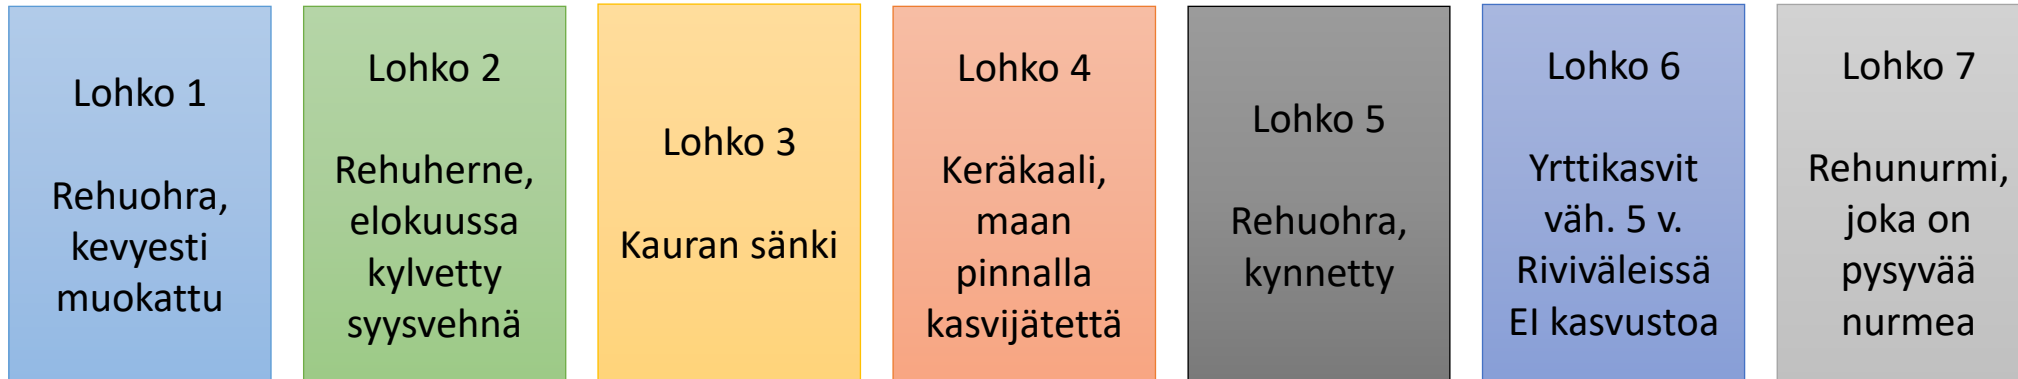 Lohko 1
Rehuohra,
kevyesti
muokattu
Lohko 2
Rehuherne,
elokuussa
kylvetty
syysvehnä
Lohko 3
Kauran sänki
Lohko 4
Keräkaali,
maan
pinnalla
kasvijätettä
Lohko 5
Rehuohra,
kynnetty
Lohko 6
Yrttikasvit
väh. 5 v.
Riviväleissä
EI kasvustoa
Lohko 7
Rehunurmi,
joka on
pysyvää
nurmea